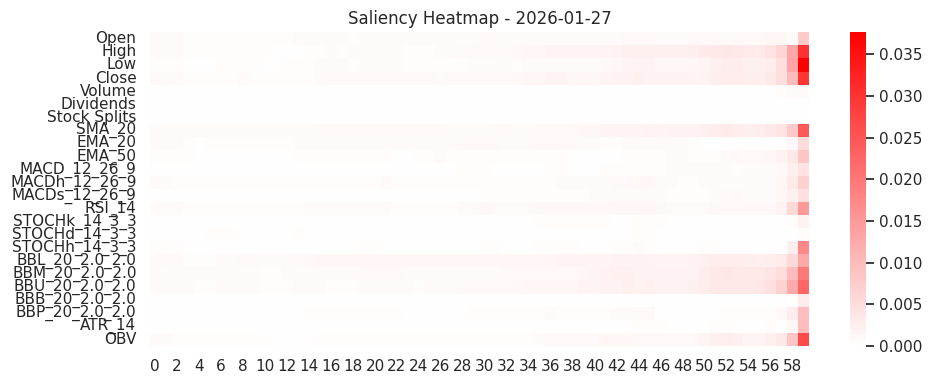 Saliency Heatmap - 2026-01-27
Open
High
Low
Close
Volume
Dividends
Stock Splits
SMA_20
EMA_20
EMA_50
MACD_12_26_9
MACDh_12_26_9
MACDs_12_26_9
RSI_14
STOCHk_14_3_3
STOCHd_14_3_3
STOCHh_14_3_3
BBL_20_2.0_2.0
BBM_20_2.0_2.0
BBU_20_2.0_2.0
BBB_20_2.0_2.0
BBP_20_2.0_2.0
ATR_14
OBV
0 2 4 6 8 10 12 14 16 18 20 22 24 26 28 30 32 34 36 38 40 42 44 46 48 50 52 54 56 58
0.035
0.030
0.025
0.020
0.015
0.010
0.005
0.000